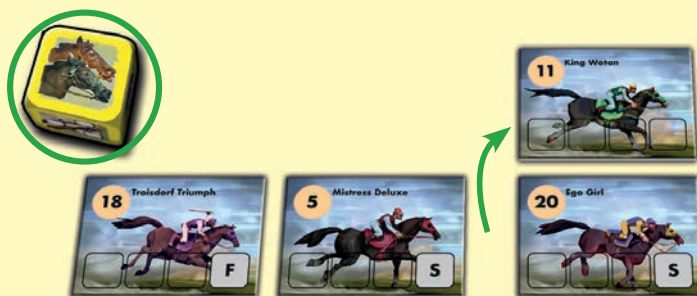 11 King Wotan
18 Troisdorf Triumph
F
5 Mistress Deluxe
S
20 Ego Girl
S